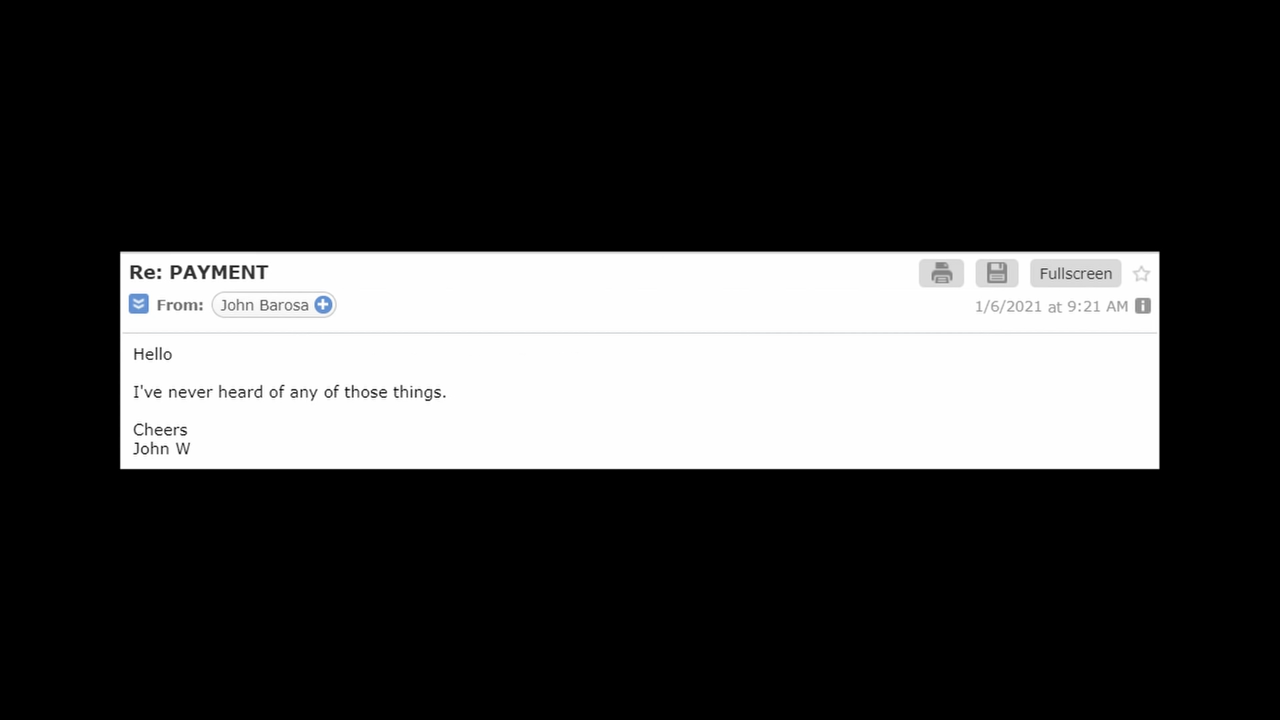 Re: PAYMENT
Fullscreen
From: John Barosa
1/6/2021 at 9:21 AM
Hello
I've never heard of any of those things.
Cheers
John W